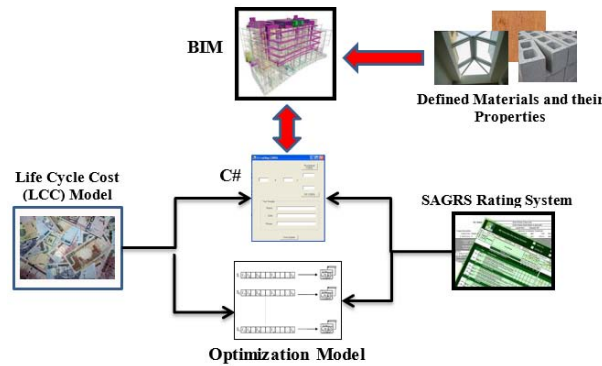 BIM
Defined Materials and their
Properties
Life Cycle Cost
(LCC) Model
C#
SAGRS Rating System
Optimization Model